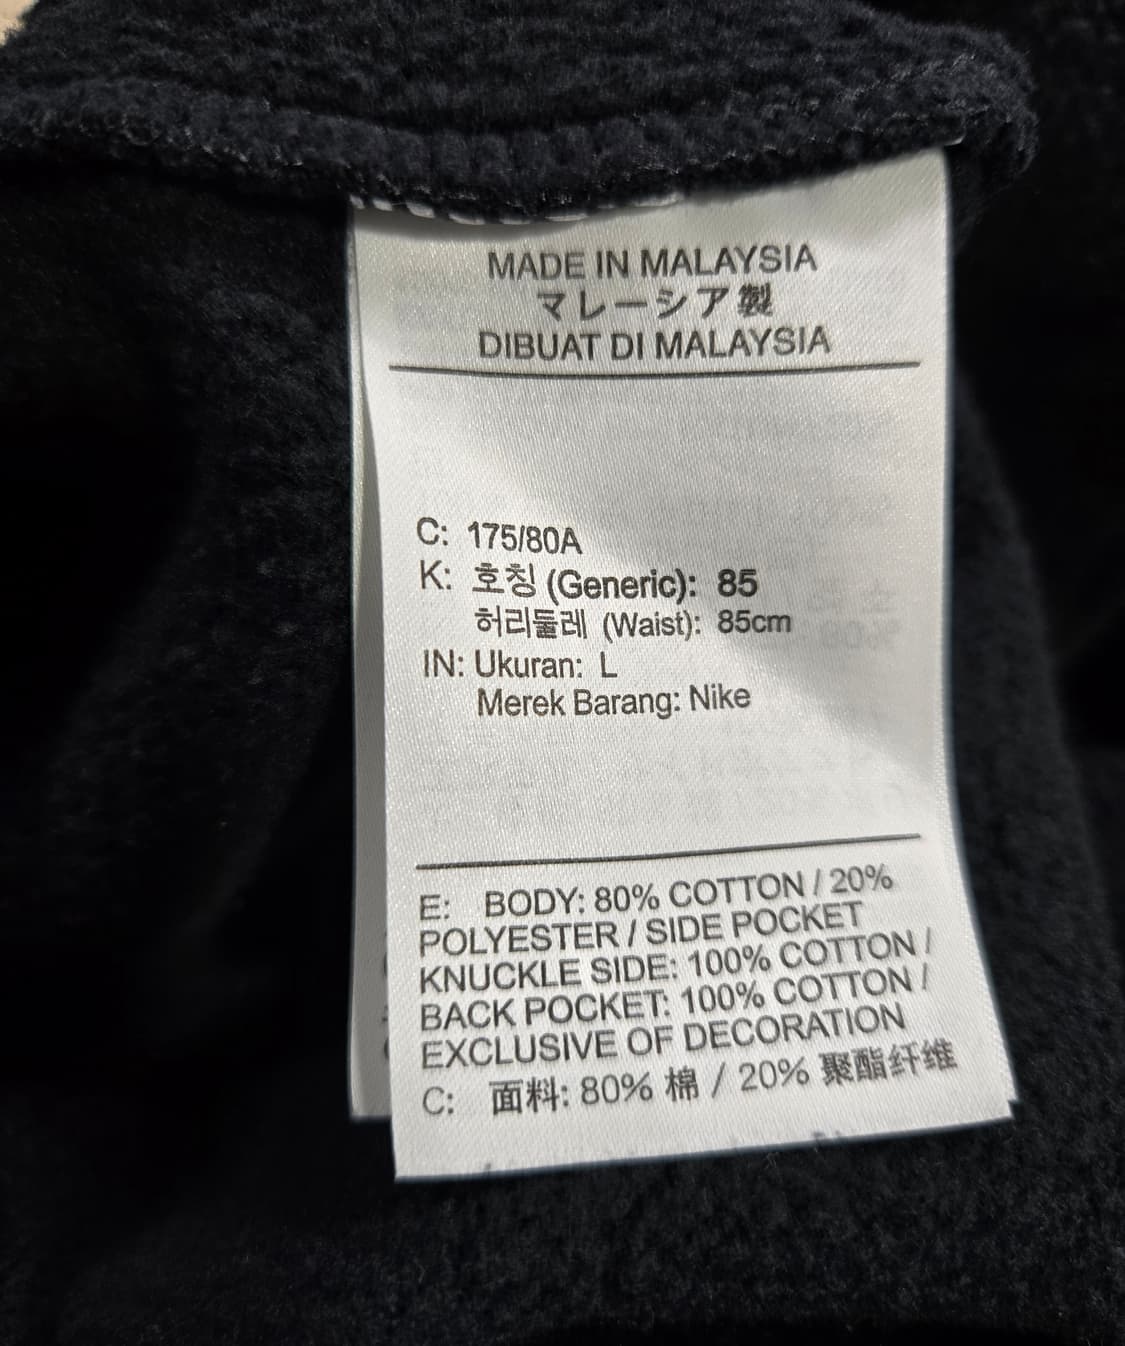 MADE IN MALAYSIA
マレーシア製
DIBUAT DI MALAYSIA
C: 175/80A
K: 호칭 (Generic): 85
허리둘레 (Waist): 85cm
IN: Ukuran: L
Merek Barang: Nike
E: BODY: 80% COTTON / 20%
POLYESTER / SIDE POCKET
KNUCKLE SIDE: 100% COTTON /
BACK POCKET: 100% COTTON /
EXCLUSIVE OF DECORATION
C: 面料: 80% 棉 / 20% 聚酯纤维